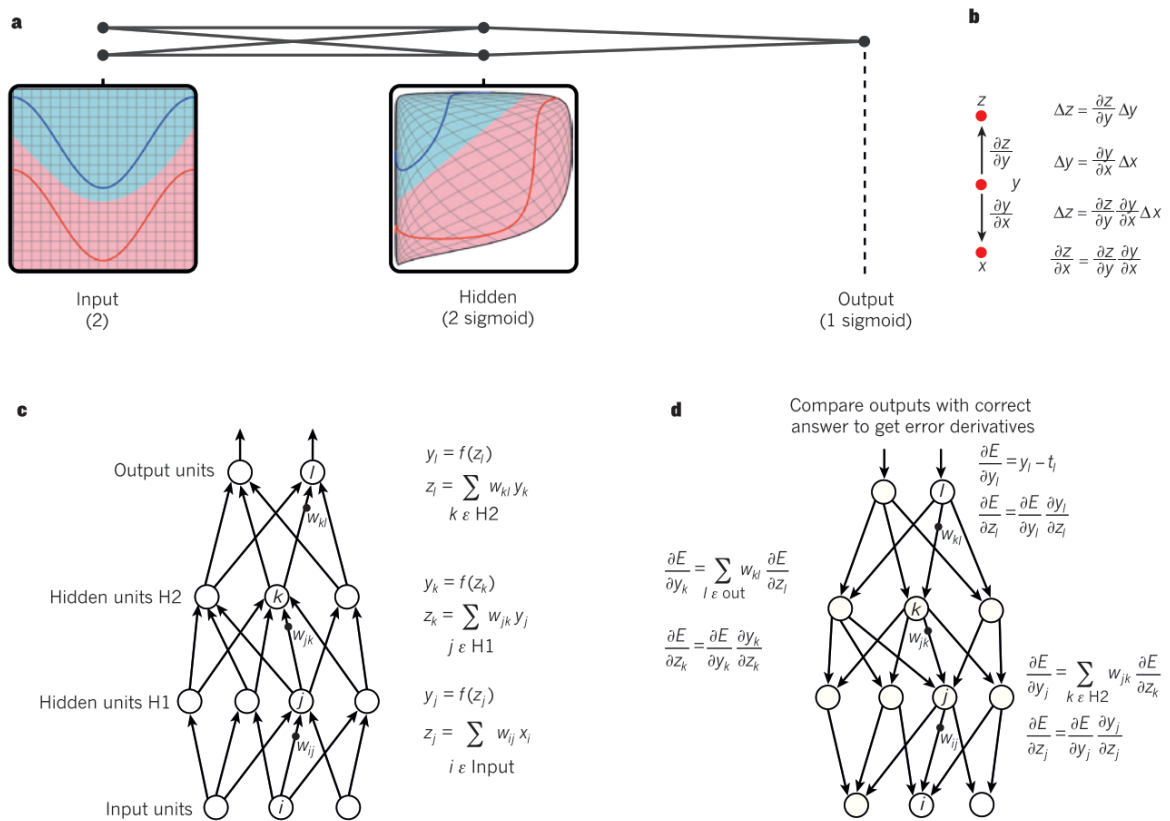 a
Input
(2)
Hidden
(2 sigmoid)
Output
(1 sigmoid)
b
z
∂z/∂y
y
∂y/∂x
x
Δz = ∂z/∂y Δy
Δy = ∂y/∂x Δx
Δz = ∂z/∂y ∂y/∂x Δx
∂z/∂x = ∂z/∂y ∂y/∂x
c
Output units
l
w_kl
Hidden units H2
k
w_jk
Hidden units H1
j
w_ij
Input units
i
y_l = f(z_l)
z_l = ∑ w_kl y_k
k ε H2
y_k = f(z_k)
z_k = ∑ w_jk y_j
j ε H1
y_j = f(z_j)
z_j = ∑ w_ij x_i
i ε Input
d
Compare outputs with correct
answer to get error derivatives
l
w_kl
k
w_jk
j
w_ij
i
∂E/∂y_l = y_l – t_l
∂E/∂z_l = ∂E/∂y_l ∂y_l/∂z_l
∂E/∂y_k = ∑ w_kl ∂E/∂z_l
l ε out
∂E/∂z_k = ∂E/∂y_k ∂y_k/∂z_k
∂E/∂y_j = ∑ w_jk ∂E/∂z_k
k ε H2
∂E/∂z_j = ∂E/∂y_j ∂y_j/∂z_j